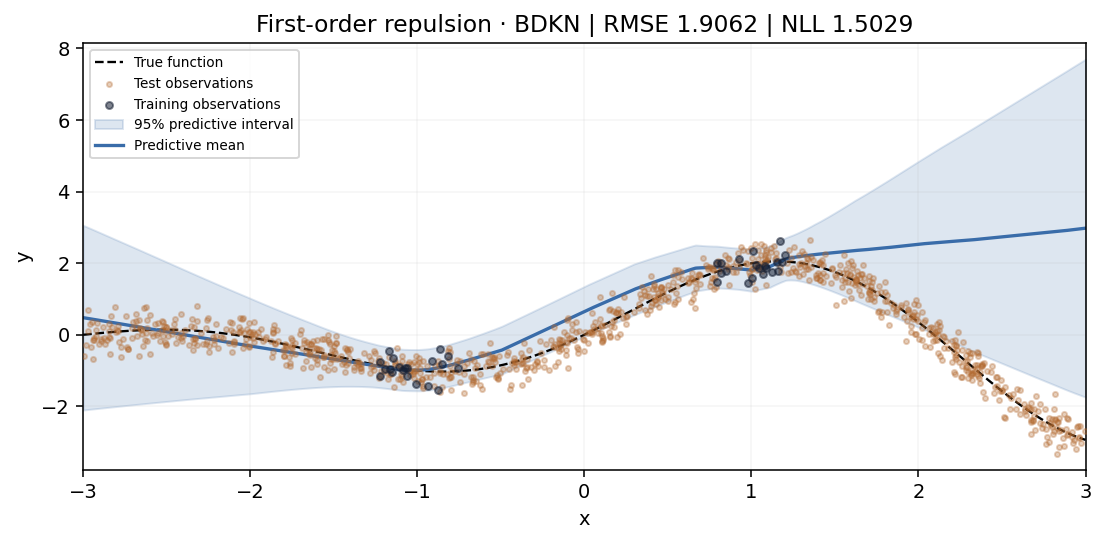 First-order repulsion · BDKN | RMSE 1.9062 | NLL 1.5029
8
6
4
2
0
−2
y
True function
Test observations
Training observations
95% predictive interval
Predictive mean
−3
−2
−1
0
1
2
3
x